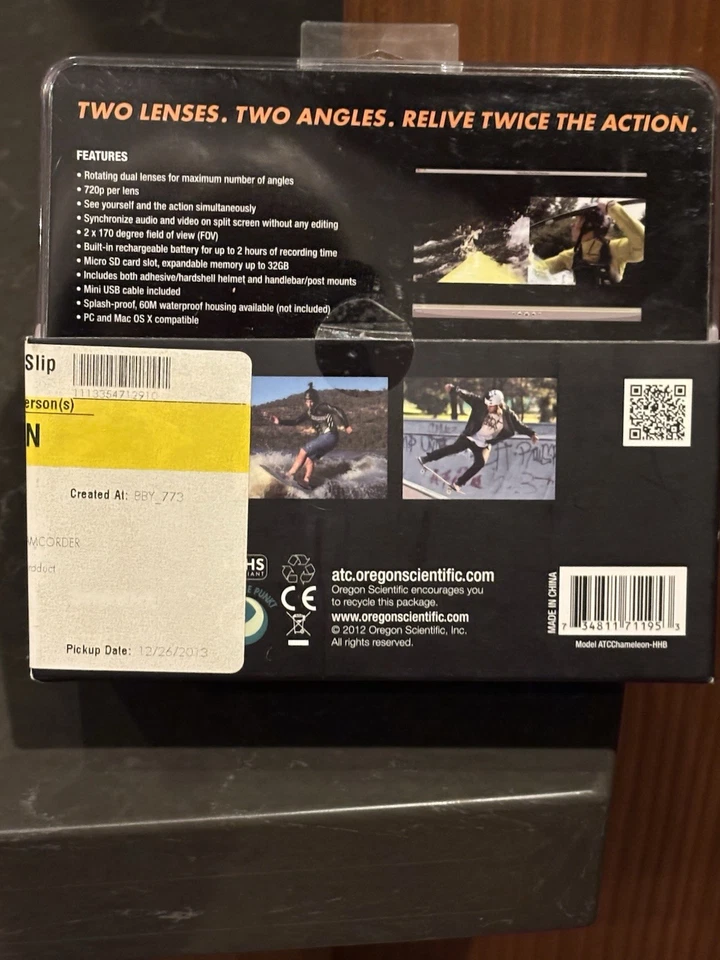 TWO LENSES. TWO ANGLES. RELIVE TWICE THE ACTION.
FEATURES
• Rotating dual lenses for maximum number of angles
• 720p per lens
• See yourself and the action simultaneously
• Synchronize audio and video on split screen without any editing
• 2 x 170 degree field of view (FOV)
• Built-in rechargeable battery for up to 2 hours of recording time
• Micro SD card slot, expandable memory up to 32GB
• Includes both adhesive/hardshell helmet and handlebar/post mounts
• Mini USB cable included
• Splash-proof, 60M waterproof housing available (not included)
• PC and Mac OS X compatible
Slip
1113354712910
erson(s)
N
Created At: BBY_773
MCORDER
roduct
Pickup Date: 12/26/2013
HS
IANT
E PUNKT
CE
atc.oregonscientific.com
Oregon Scientific encourages you
to recycle this package.
www.oregonscientific.com
© 2012 Oregon Scientific, Inc.
All rights reserved.
MADE IN CHINA
7 34811 71195 3
Model ATCChameleon-HHB